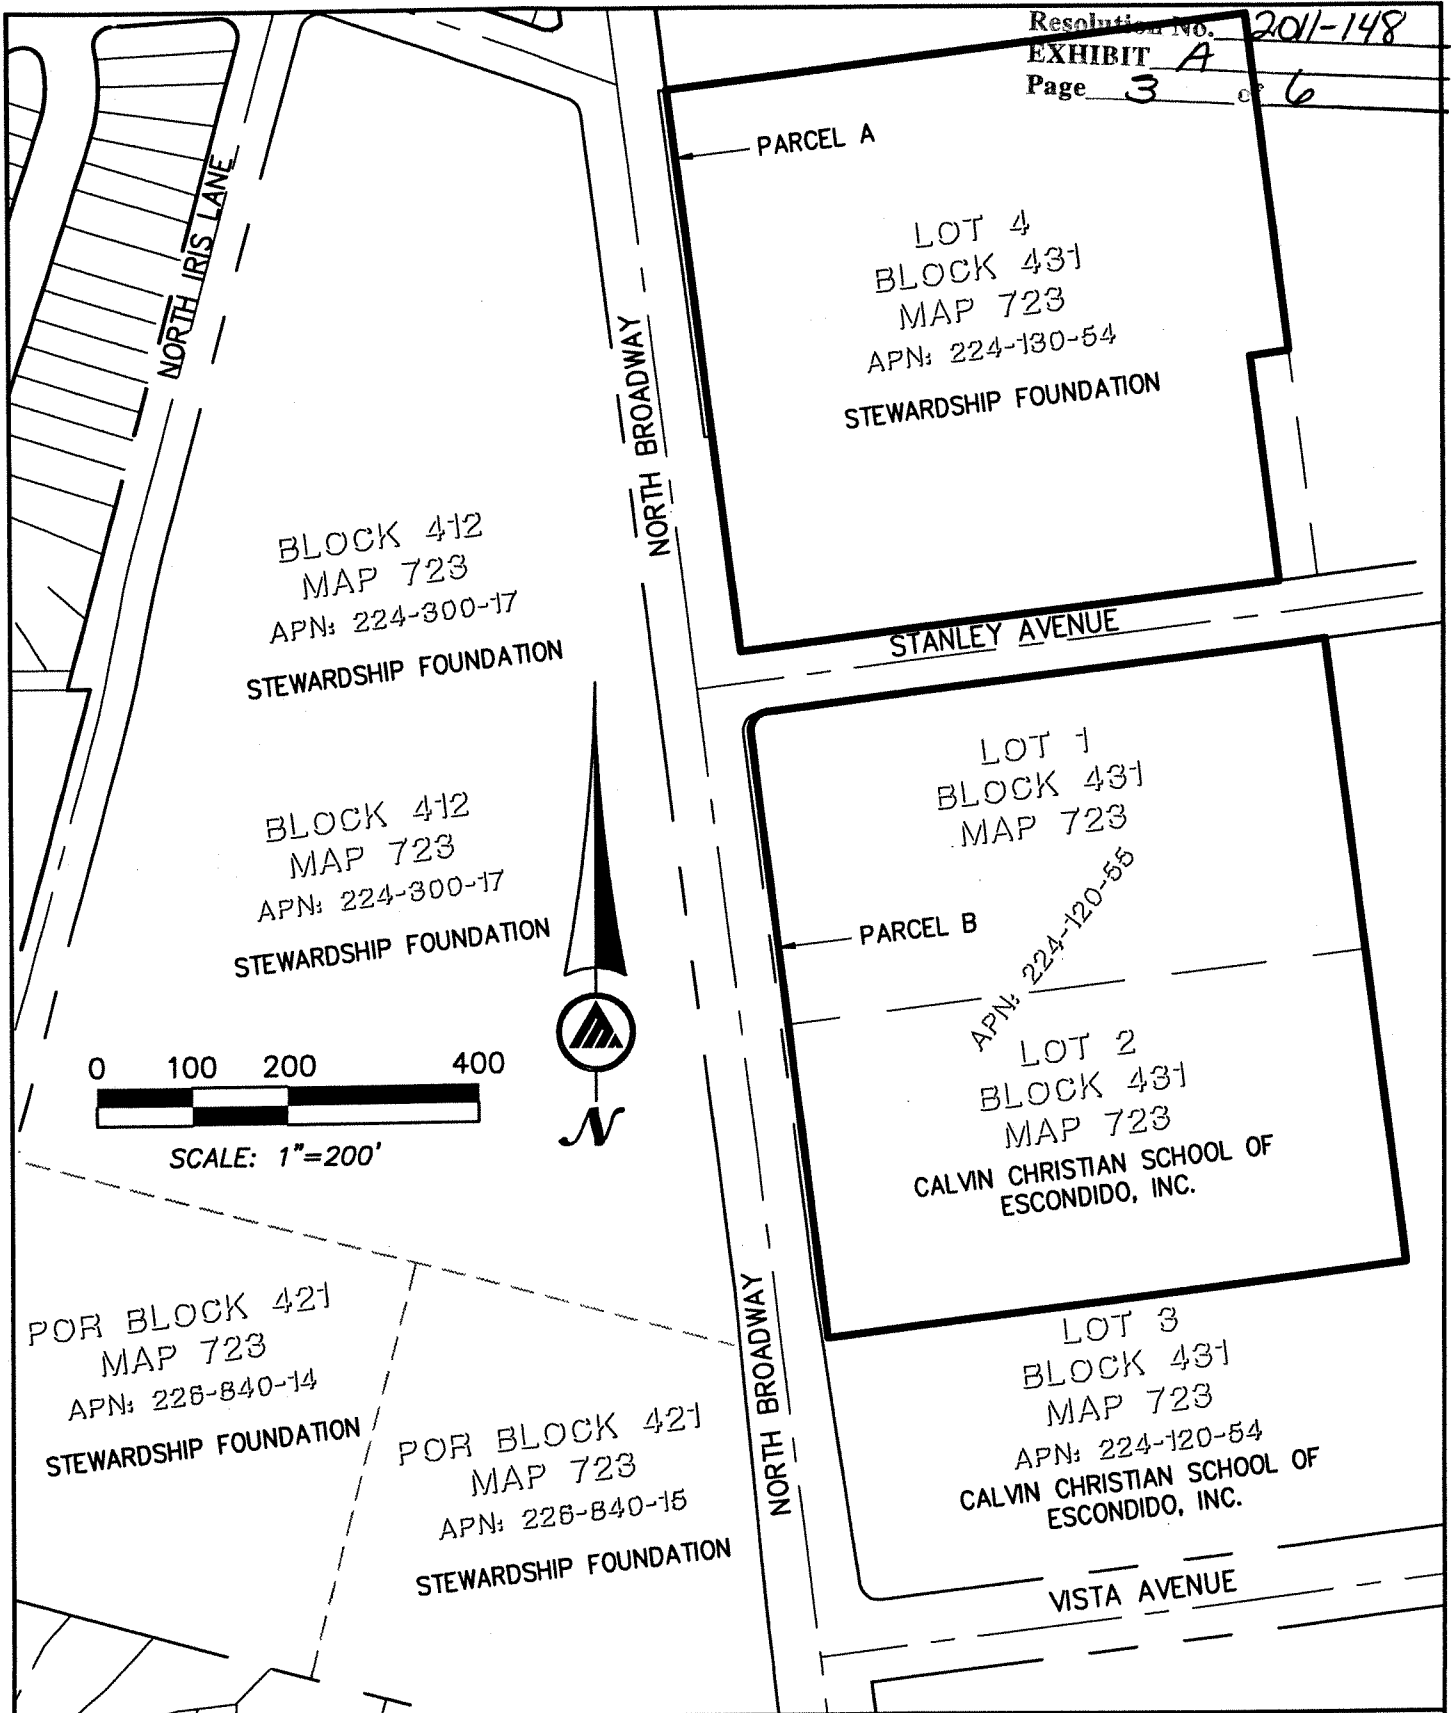 Resolution No. 2011-148
EXHIBIT A
Page 3 of 6
PARCEL A
LOT 4
BLOCK 431
MAP 723
APN: 224-130-54
STEWARDSHIP FOUNDATION
NORTH IRIS LANE
NORTH BROADWAY
BLOCK 412
MAP 723
APN: 224-300-17
STEWARDSHIP FOUNDATION
STANLEY AVENUE
LOT 1
BLOCK 431
MAP 723
BLOCK 412
MAP 723
APN: 224-300-17
STEWARDSHIP FOUNDATION
PARCEL B
APN: 224-120-55
LOT 2
BLOCK 431
MAP 723
CALVIN CHRISTIAN SCHOOL OF
ESCONDIDO, INC.
0 100 200 400
SCALE: 1"=200'
N
POR BLOCK 421
MAP 723
APN: 226-840-14
STEWARDSHIP FOUNDATION
NORTH BROADWAY
LOT 3
BLOCK 431
MAP 723
APN: 224-120-54
CALVIN CHRISTIAN SCHOOL OF
ESCONDIDO, INC.
POR BLOCK 421
MAP 723
APN: 226-840-15
STEWARDSHIP FOUNDATION
VISTA AVENUE